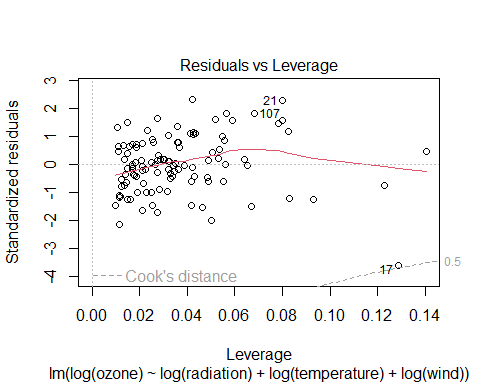 Residuals vs Leverage
Standardized residuals
3
2
1
0
-1
-2
-3
-4
21
107
17
0.5
Cook's distance
0.00 0.02 0.04 0.06 0.08 0.10 0.12 0.14
Leverage
lm(log(ozone) ~ log(radiation) + log(temperature) + log(wind))